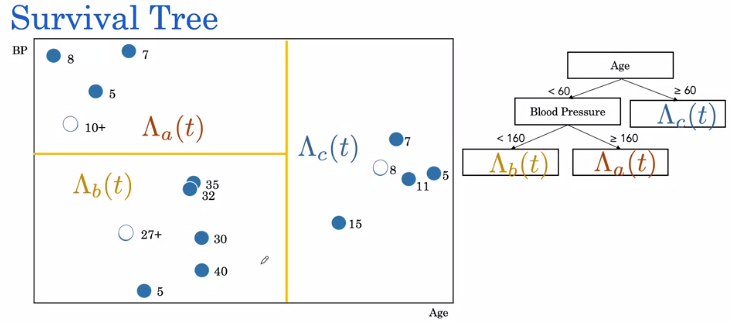 Survival Tree
BP
8
7
5
10+
Λa(t)
Λb(t)
35
32
27+
30
40
5
Λc(t)
7
8
5
11
15
Age
Age
< 60
≥ 60
Blood Pressure
Λc(t)
< 160
≥ 160
Λb(t)
Λa(t)